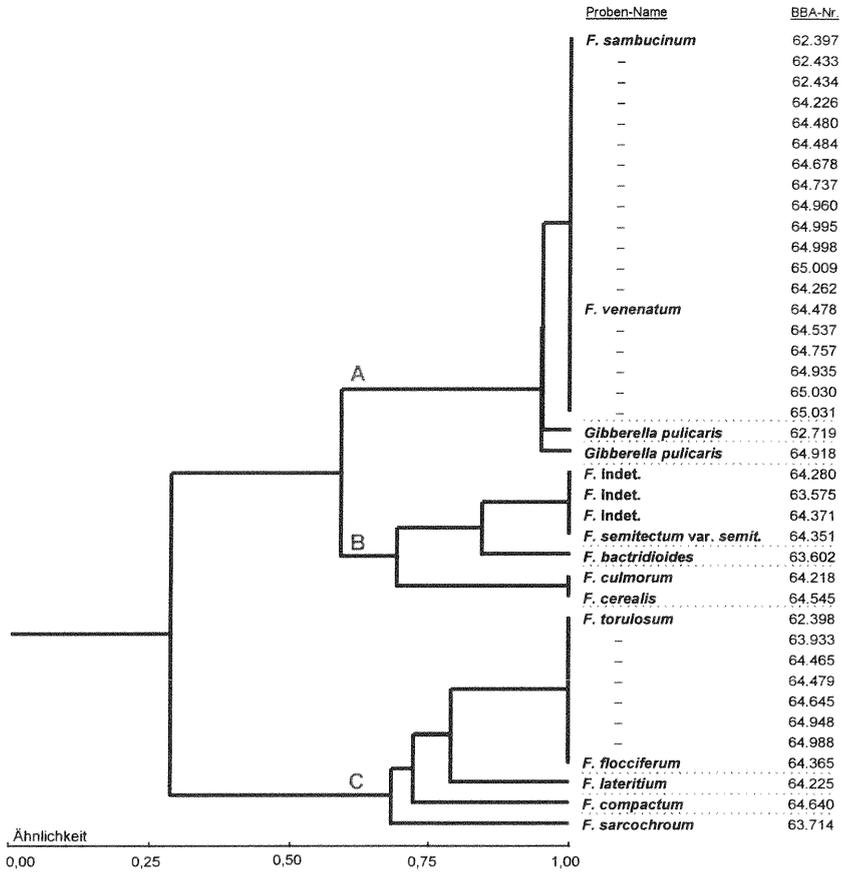 Proben-Name BBA-Nr.
F. sambucinum 62.397
– 62.433
– 62.434
– 64.226
– 64.480
– 64.484
– 64.678
– 64.737
– 64.960
– 64.995
– 64.998
– 65.009
– 64.262
F. venenatum 64.478
– 64.537
– 64.757
A – 64.935
– 65.030
– 65.031
Gibberella pulicaris 62.719
Gibberella pulicaris 64.918
F. indet. 64.280
F. indet. 63.575
F. indet. 64.371
B F. semitectum var. semit. 64.351
F. bactridioides 63.602
F. culmorum 64.218
F. cerealis 64.545
F. torulosum 62.398
– 63.933
– 64.465
– 64.479
– 64.645
– 64.948
– 64.988
F. flocciferum 64.365
C F. lateritium 64.225
F. compactum 64.640
F. sarcochroum 63.714
Ähnlichkeit
0,00 0,25 0,50 0,75 1,00